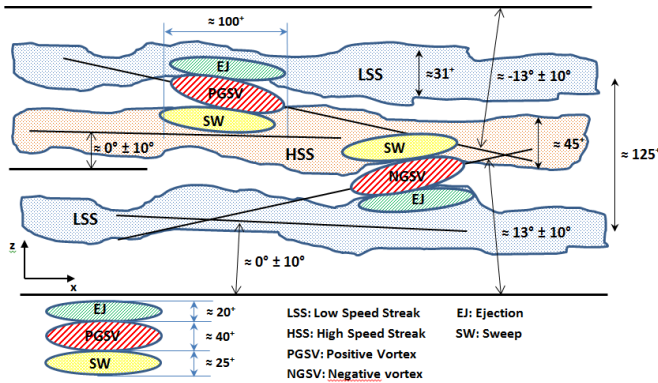 ≈ 100⁺
EJ
LSS
≈31⁺
≈ -13° ± 10°
PGSV
SW
≈ 0° ± 10°
HSS
SW
≈ 45⁺
≈ 125⁺
NGSV
EJ
LSS
≈ 13° ± 10°
z
≈ 0° ± 10°
x
EJ
≈ 20⁺
LSS: Low Speed Streak
EJ: Ejection
PGSV
≈ 40⁺
HSS: High Speed Streak
SW: Sweep
SW
≈ 25⁺
PGSV: Positive Vortex
NGSV: Negative vortex